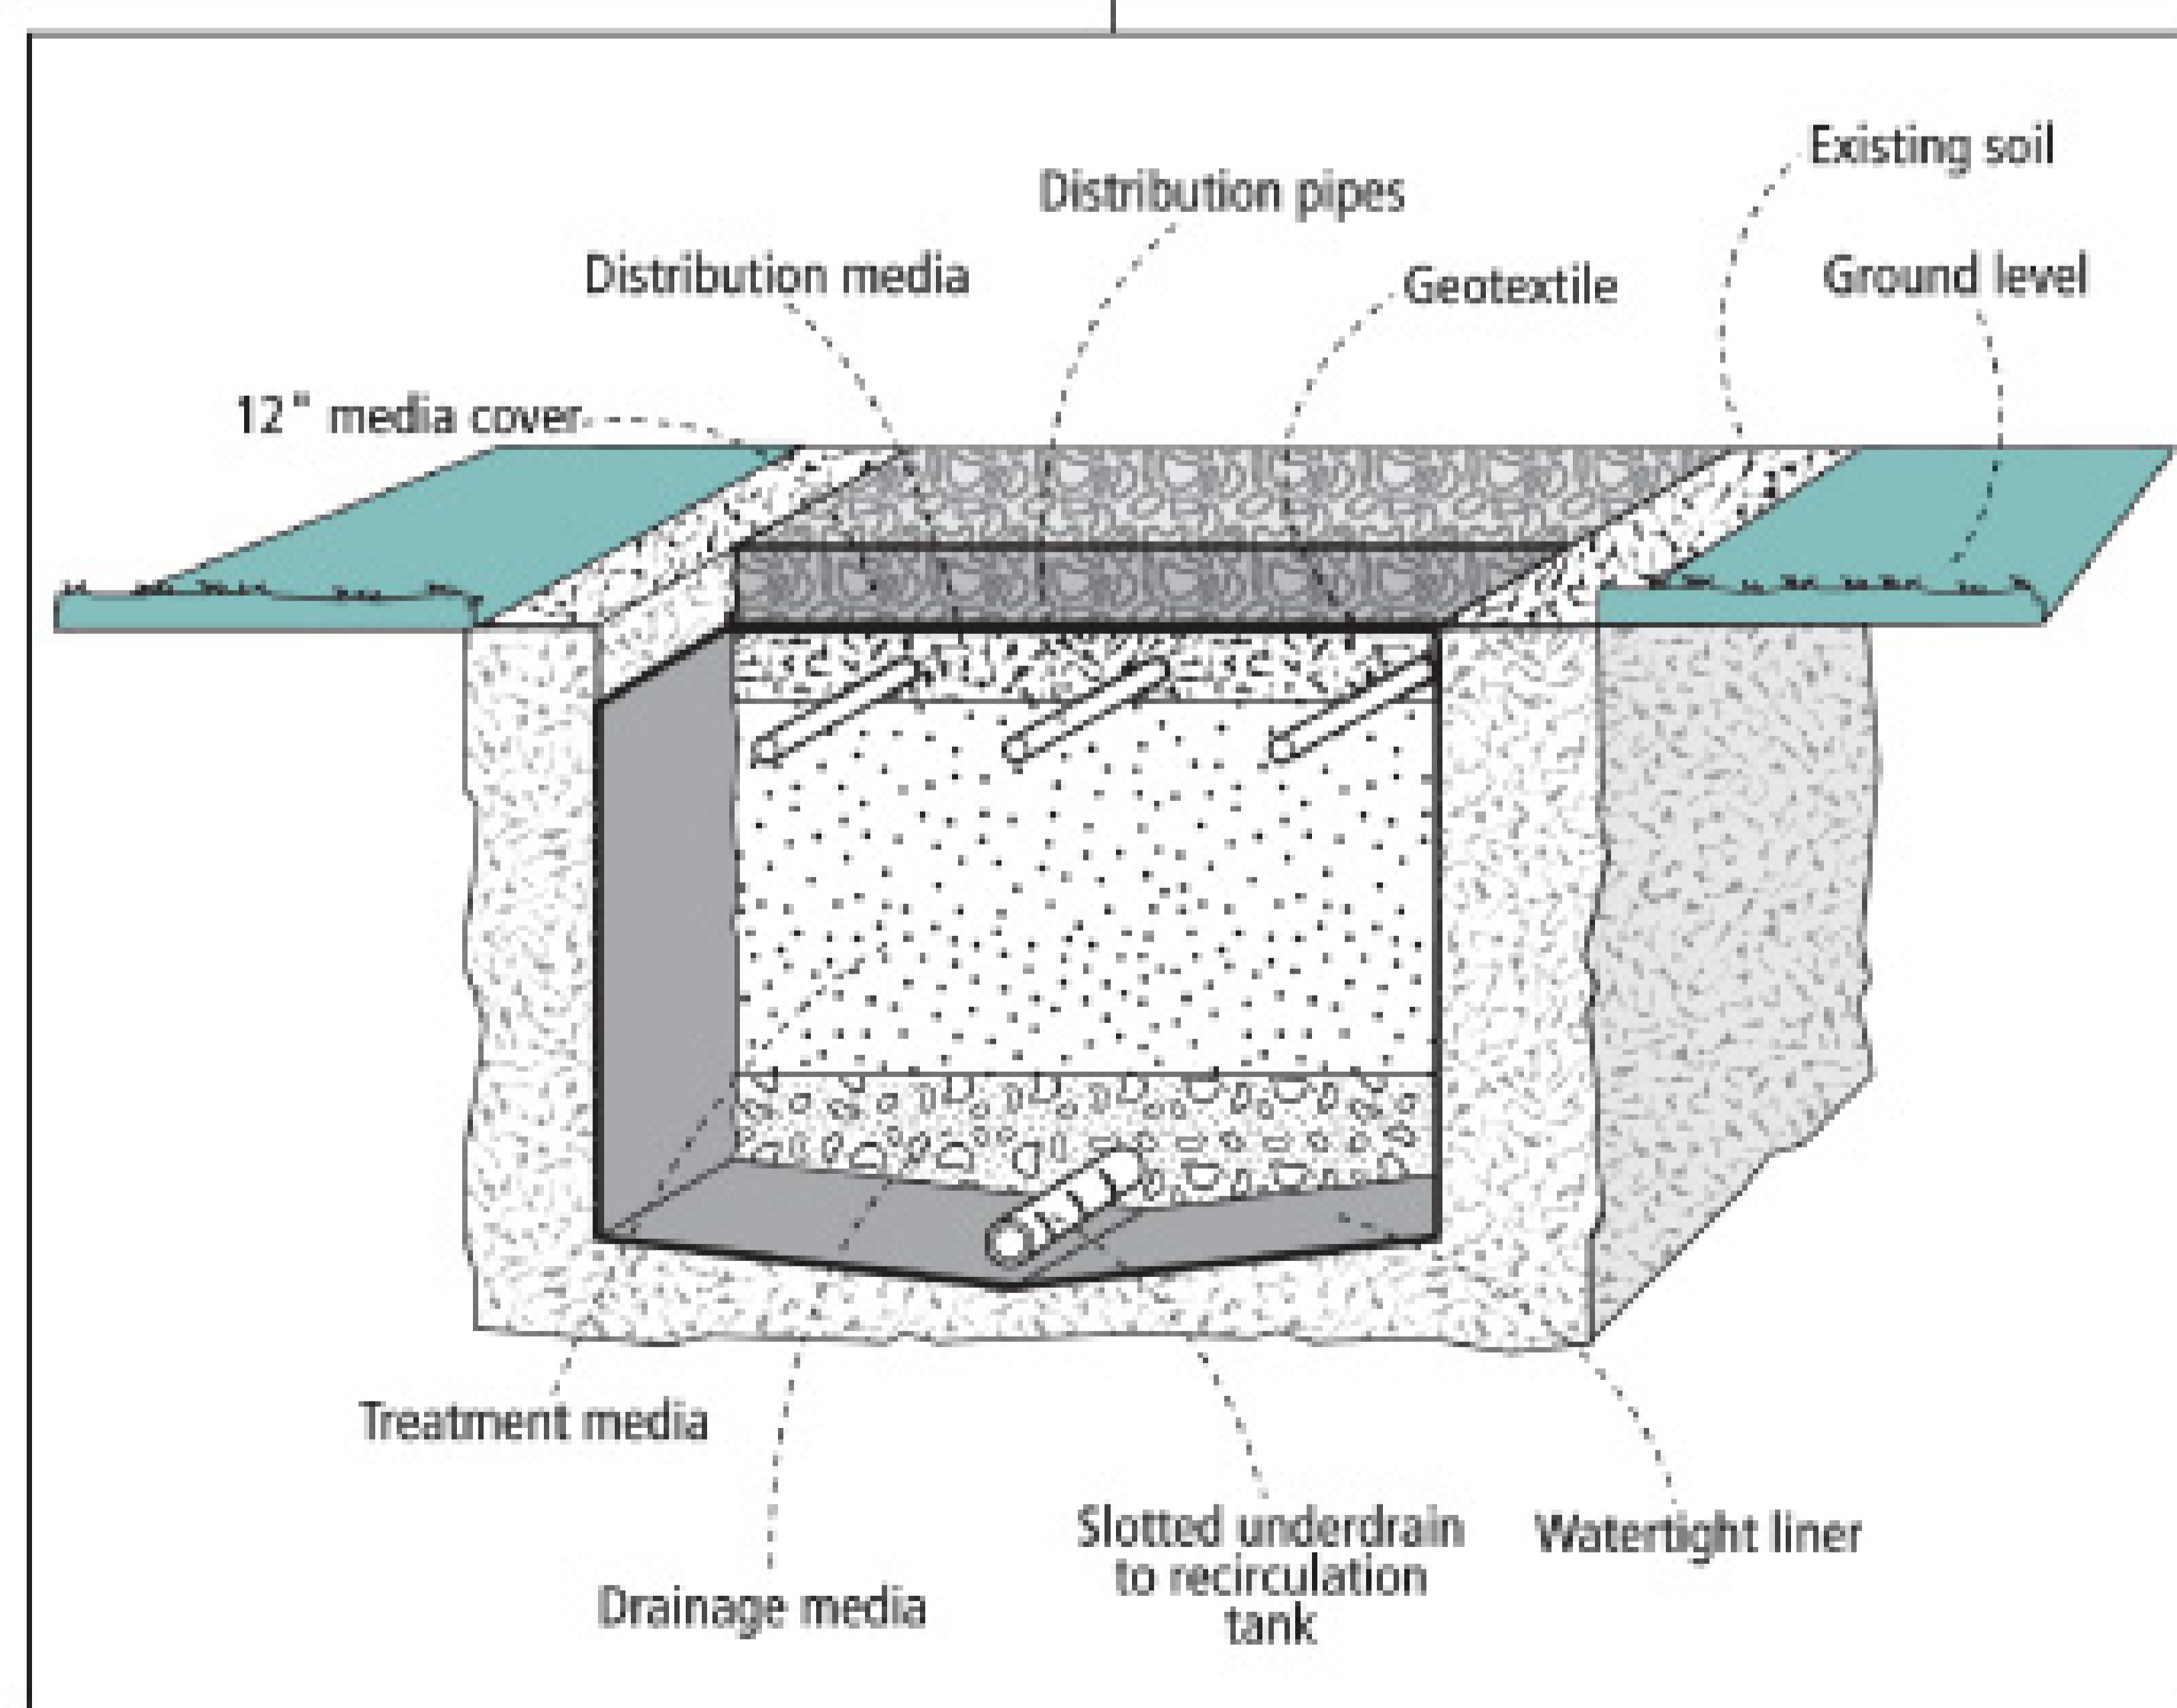 Existing soil
Distribution pipes
Distribution media
Geotextile
Ground level
12" media cover
Treatment media
Slotted underdrain
to recirculation
tank
Watertight liner
Drainage media